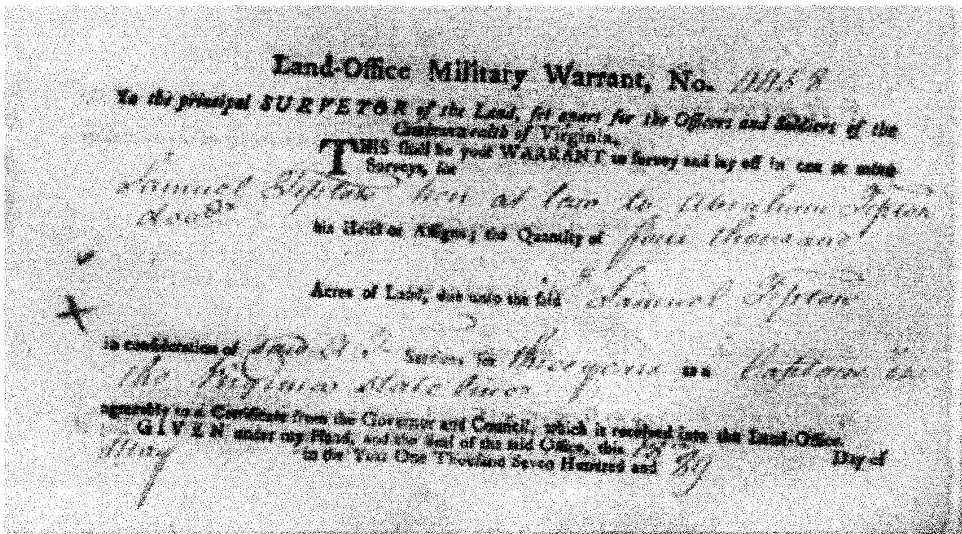 Land-Office Military Warrant, No. 4458
To the principal SURVEYOR of the Land, set apart for the Officers and Soldiers of the
Commonwealth of Virginia.
THIS shall be your WARRANT to Survey and lay off in one or more
Surveys, for
Samuel Tipton heir at law to Abraham Tipton
his Heirs or Assigns, the Quantity of four thousand
Acres of Land, due unto the said Samuel Tipton
in consideration of said A T Services for three years as a Captain in
the Virginia state line
agreeably to a Certificate from the Governor and Council, which is received into the Land-Office.
GIVEN under my Hand, and the Seal of the said Office, this Day of
May in the Year One Thousand Seven Hundred and 89